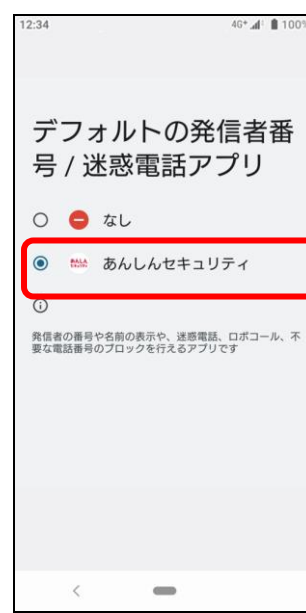 12:34 4G+ 100%
デフォルトの発信者番
号 / 迷惑電話アプリ
なし
あんしんセキュリティ
発信者の番号や名前の表示や、迷惑電話、ロボコール、不
要な電話番号のブロックを行えるアプリです